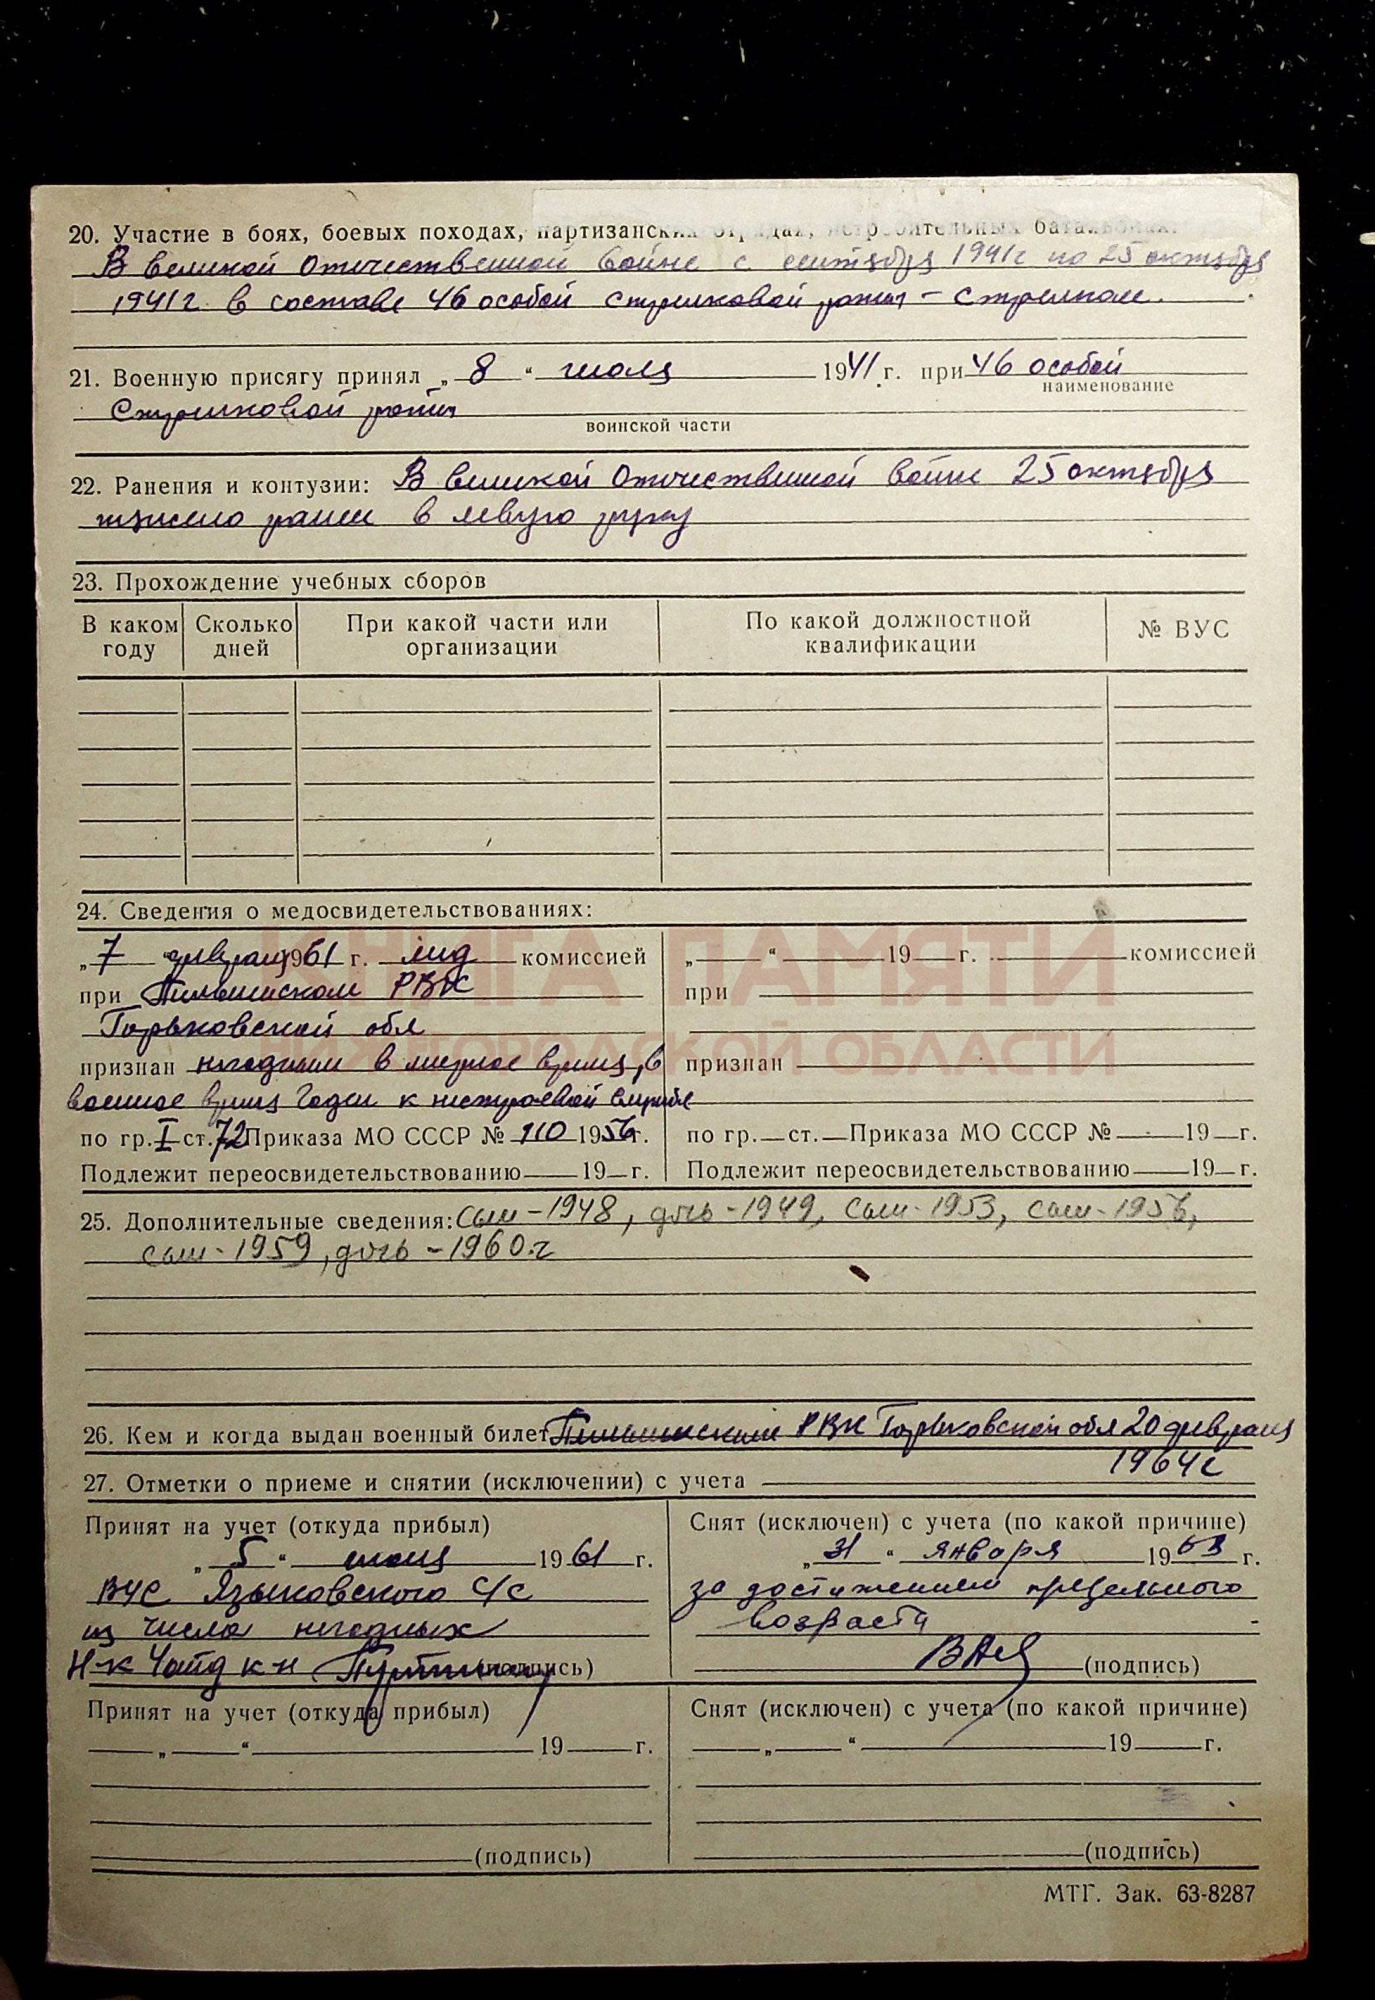 20. Участие в боях, боевых походах, партизанских отрядах, истребительных батальонах:
В великой Отечественной войне с сентября 1941г по 25 октября
1941г. в составе 46 особой стрелковой роты – стрелком.
21. Военную присягу принял „ 8 “ июля 1941 г. при 46 особой
наименование
стрелковой роты
воинской части
22. Ранения и контузии: В великой Отечественной войне 25 октября
тяжело ранен в левую руку
23. Прохождение учебных сборов
В каком году Сколько дней При какой части или организации По какой должностной квалификации № ВУС
24. Сведения о медосвидетельствованиях:
„ 7 “ февраля 1961 г. мед комиссией „ “ 19 г. комиссией
при Пильнинском РВК при
Горьковской обл
КНИГА ПАМЯТИ
НИЖЕГОРОДСКОЙ ОБЛАСТИ
признан негодным в мирное время, в признан
военное время годен к нестроевой службе
по гр. I ст. 72 Приказа МО СССР № 110 1956 г. по гр. ст. Приказа МО СССР № 19 г.
Подлежит переосвидетельствованию 19 г. Подлежит переосвидетельствованию 19 г.
25. Дополнительные сведения: сын – 1948, дочь - 1949, сын - 1953, сын - 1956,
сын - 1959, дочь – 1960.г
26. Кем и когда выдан военный билет Пильнинским РВК Горьковской обл 20 февраля
1964г
27. Отметки о приеме и снятии (исключении) с учета
Принят на учет (откуда прибыл) Снят (исключен) с учета (по какой причине)
„ 5 “ 1961 г. „ 31 “ января 19 г.
ВУС Языковского с/с за достижением предельного
из числа негодных возраста
Н-к (подпись) (подпись)
Принят на учет (откуда прибыл) Снят (исключен) с учета (по какой причине)
„ “ 19 г. „ “ 19 г.
(подпись) (подпись)
МТГ. Зак. 63-8287